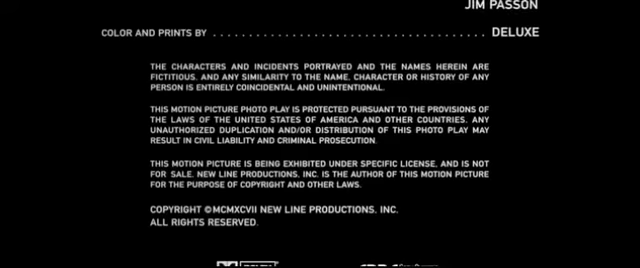 JIM PASSON
COLOR AND PRINTS BY . . . . . . . . . . . . . . . . . . . . . . . . . . . . . . . . . . . . . . . DELUXE
THE CHARACTERS AND INCIDENTS PORTRAYED AND THE NAMES HEREIN ARE
FICTITIOUS, AND ANY SIMILARITY TO THE NAME, CHARACTER OR HISTORY OF ANY
PERSON IS ENTIRELY COINCIDENTAL AND UNINTENTIONAL.
THIS MOTION PICTURE PHOTO PLAY IS PROTECTED PURSUANT TO THE PROVISIONS OF
THE LAWS OF THE UNITED STATES OF AMERICA AND OTHER COUNTRIES. ANY
UNAUTHORIZED DUPLICATION AND/OR DISTRIBUTION OF THIS PHOTO PLAY MAY
RESULT IN CIVIL LIABILITY AND CRIMINAL PROSECUTION.
THIS MOTION PICTURE IS BEING EXHIBITED UNDER SPECIFIC LICENSE, AND IS NOT
FOR SALE. NEW LINE PRODUCTIONS, INC. IS THE AUTHOR OF THIS MOTION PICTURE
FOR THE PURPOSE OF COPYRIGHT AND OTHER LAWS.
COPYRIGHT ©MCMXCVII NEW LINE PRODUCTIONS, INC.
ALL RIGHTS RESERVED.